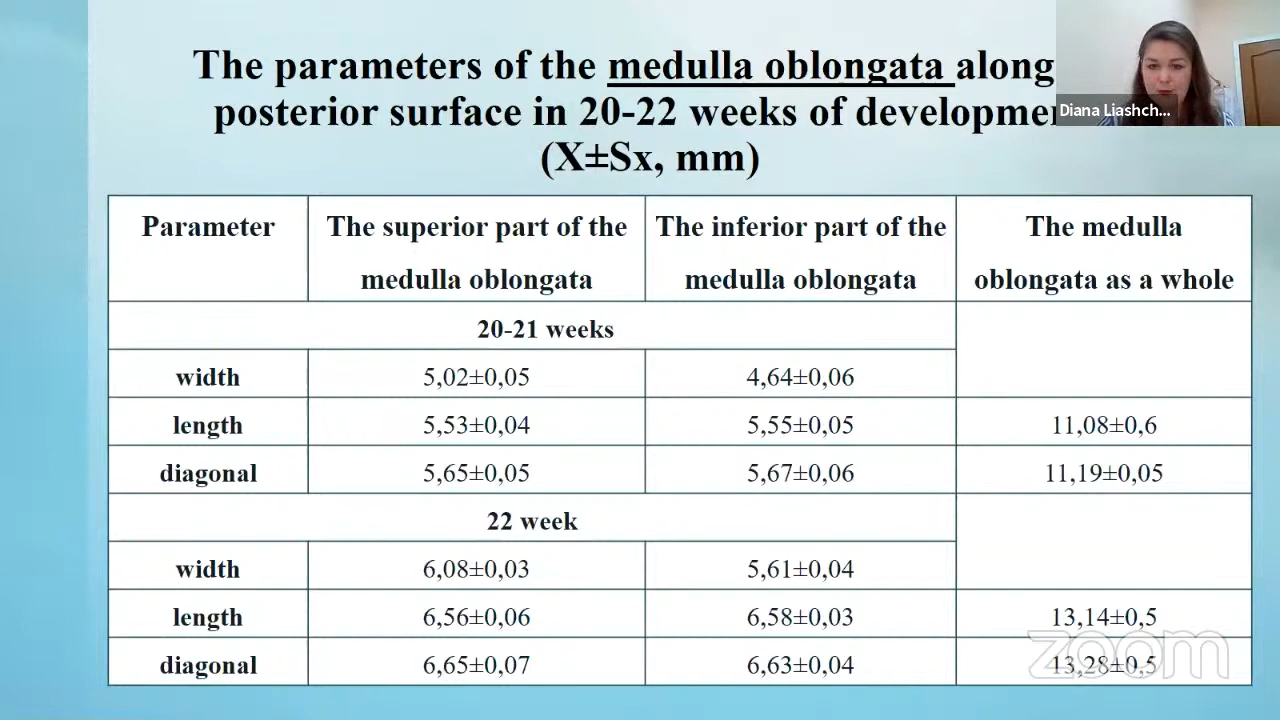 The parameters of the medulla oblongata along
posterior surface in 20-22 weeks of
(X±Sx, mm)
Diana Liashch...
Parameter
The superior part of the
medulla oblongata
The inferior part of the
medulla oblongata
The medulla
oblongata as a whole
20-21 weeks
width 5,02±0,05 4,64±0,06
length 5,53±0,04 5,55±0,05 11,08±0,6
diagonal 5,65±0,05 5,67±0,06 11,19±0,05
22 week
width 6,08±0,03 5,61±0,04
length 6,56±0,06 6,58±0,03 13,14±0,5
diagonal 6,65±0,07 6,63±0,04 13,28±0,5
zoom